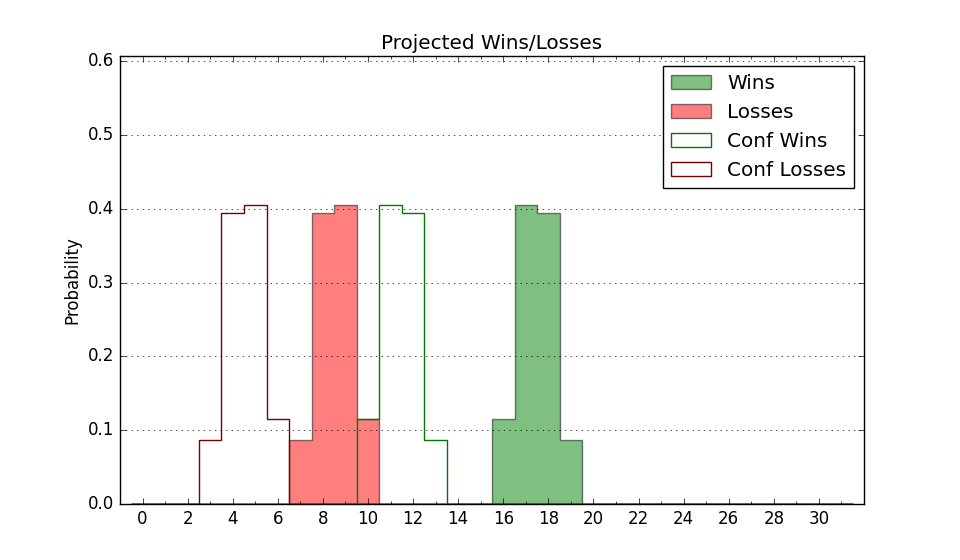 Projected Wins/Losses
Probability
0.6
0.5
0.4
0.3
0.2
0.1
0.0
0 2 4 6 8 10 12 14 16 18 20 22 24 26 28 30
Wins
Losses
Conf Wins
Conf Losses